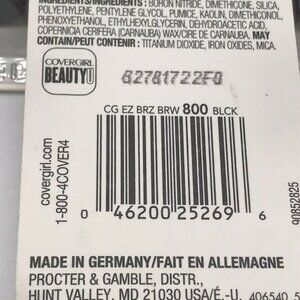 INGREDIENTS/INGRÉDIENTS: BORON NITRIDE, DIMETHICONE, SILICA,
POLYETHYLENE, PENTYLENE GLYCOL, PUMICE, KAOLIN, DIMETHICONOL,
PHENOXYETHANOL, ETHYLHEXYLGLYCERIN, DEHYDROACETIC ACID,
COPERNICIA CERIFERA (CARNAUBA) WAX/CIRE DE CARNAUBA. MAY
CONTAIN/PEUT CONTENIR: TITANIUM DIOXIDE, IRON OXIDES, MICA.
COVERGIRL
BEAUTYU
62781722F0
CG EZ BRZ BRW 800 BLCK
covergirl.com
1-800-4COVER4
0 46200 25269 6
90852825
MADE IN GERMANY/FAIT EN ALLEMAGNE
PROCTER & GAMBLE, DISTR.,
HUNT VALLEY, MD 21030 USA/É.-U. 406540